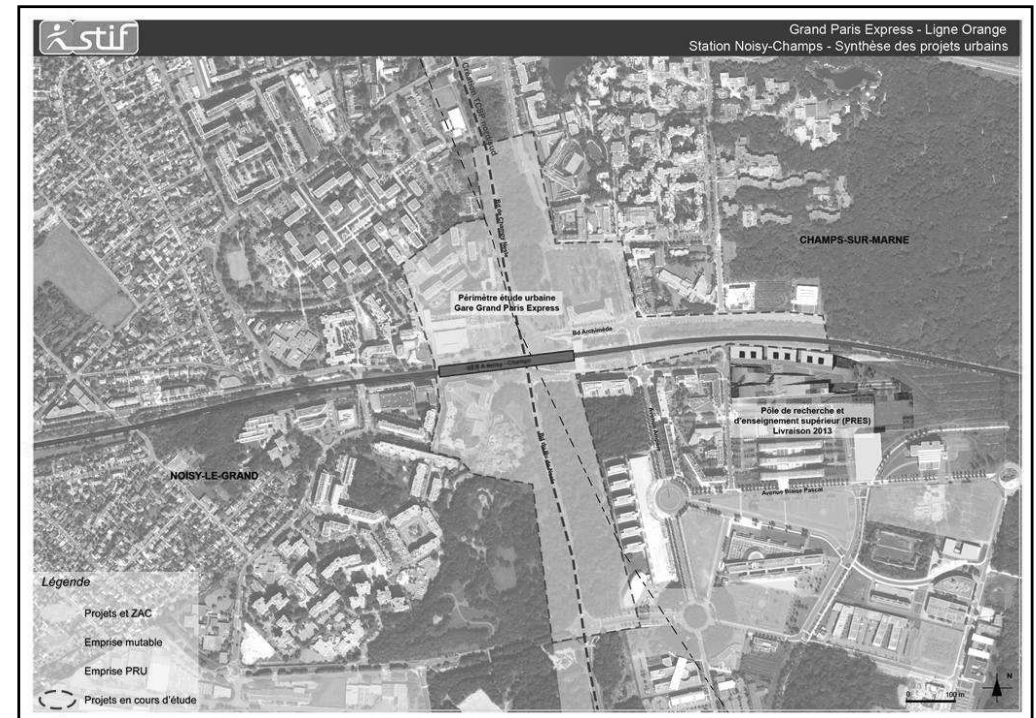 stif
Grand Paris Express - Ligne Orange
Station Noisy-Champs - Synthèse des projets urbains
CHAMPS-SUR-MARNE
Périmètre étude urbaine
Gare Grand Paris Express
Bd Archimède
Pôle de recherche et
d'enseignement supérieur (PRES)
Livraison 2013
NOISY-LE-GRAND
Avenue Blaise Pascal
Légende
Projets et ZAC
Emprise mutable
Emprise PRU
Projets en cours d'étude
0 100 m
N